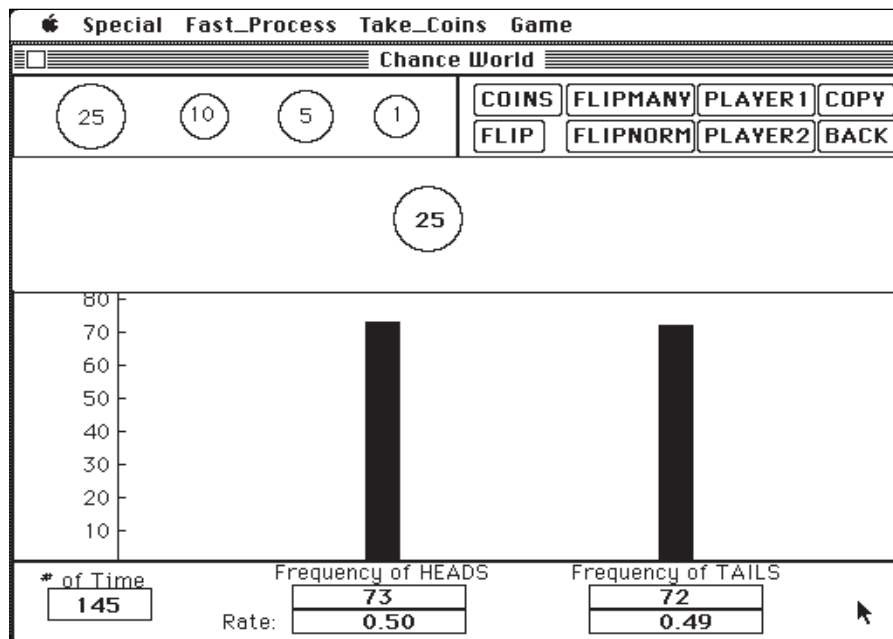 Special Fast_Process Take_Coins Game
Chance World
25 10 5 1
COINS FLIPMANY PLAYER1 COPY
FLIP FLIPNORM PLAYER2 BACK
25
80
70
60
50
40
30
20
10
# of Time Frequency of HEADS Frequency of TAILS
145 73 72
Rate: 0.50 0.49